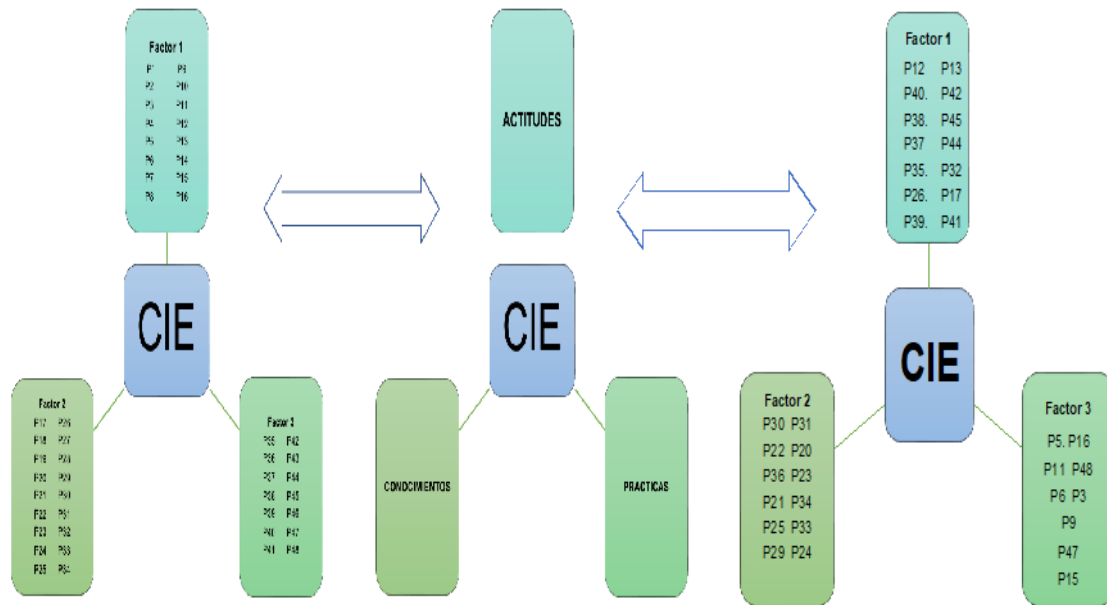 Factor 1
P1 P9
P2 P10
P3 P11
P4 P12
P5 P13
P6 P14
P7 P15
P8 P16
CIE
Factor 2
P17 P26
P18 P27
P19 P28
P20 P29
P21 P30
P22 P31
P23 P32
P24 P33
P25 P34
Factor 3
P35 P42
P36 P43
P37 P44
P38 P45
P39 P46
P40 P47
P41 P48
ACTITUDES
CIE
CONOCIMIENTOS
PRACTICAS
Factor 1
P12 P13
P40. P42
P38. P45
P37 P44
P35. P32
P26. P17
P39. P41
CIE
Factor 2
P30 P31
P22 P20
P36 P23
P21 P34
P25 P33
P29 P24
Factor 3
P5. P16
P11 P48
P6 P3
P9
P47
P15